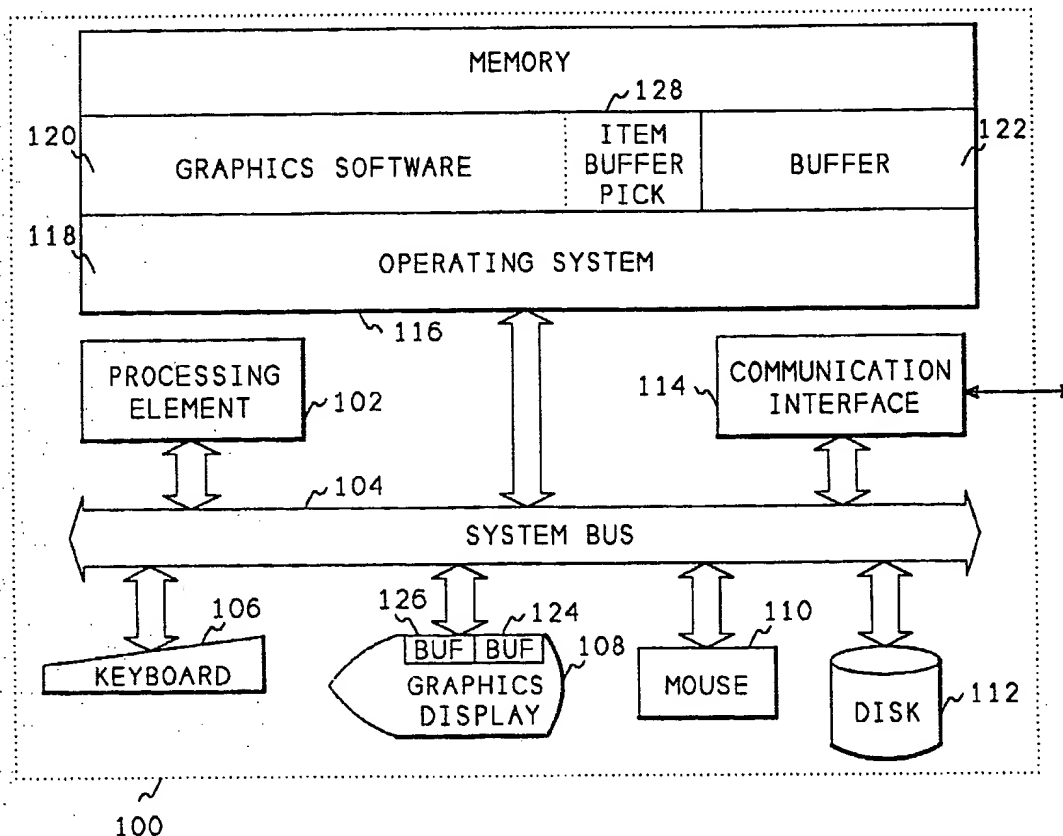 MEMORY
128
120
GRAPHICS SOFTWARE
ITEM
BUFFER
PICK
BUFFER
122
118
OPERATING SYSTEM
116
PROCESSING
ELEMENT
102
114
COMMUNICATION
INTERFACE
104
SYSTEM BUS
106
KEYBOARD
126
124
BUF
BUF
GRAPHICS
DISPLAY
108
110
MOUSE
DISK
112
100